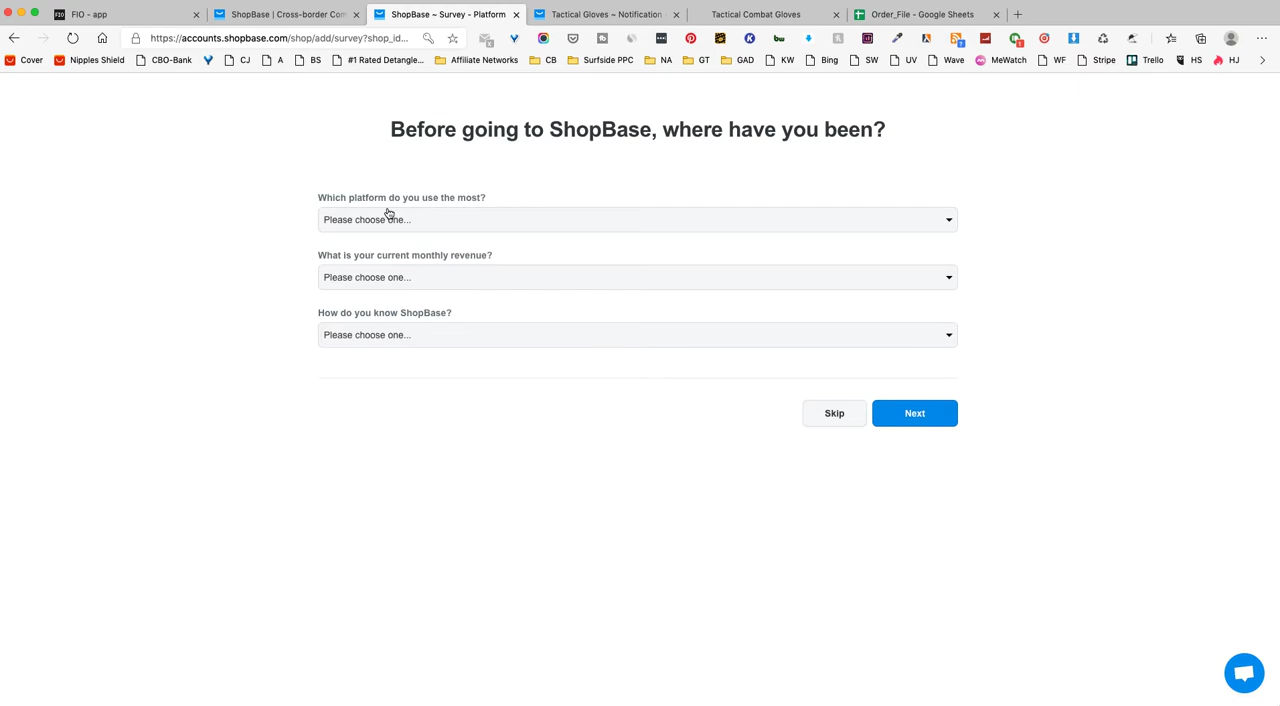 FIO - app
ShopBase | Cross-border Com
ShopBase ~ Survey - Platform
Tactical Gloves ~ Notification
Tactical Combat Gloves
Order_File - Google Sheets
https://accounts.shopbase.com/shop/add/survey?shop_id...
Cover
Nipples Shield
CBO-Bank
CJ
A
BS
#1 Rated Detangle...
Affiliate Networks
CB
Surfside PPC
NA
GT
GAD
KW
Bing
SW
UV
Wave
MeWatch
WF
Stripe
Trello
HS
HJ
Before going to ShopBase, where have you been?
Which platform do you use the most?
Please choose one...
What is your current monthly revenue?
Please choose one...
How do you know ShopBase?
Please choose one...
Skip
Next